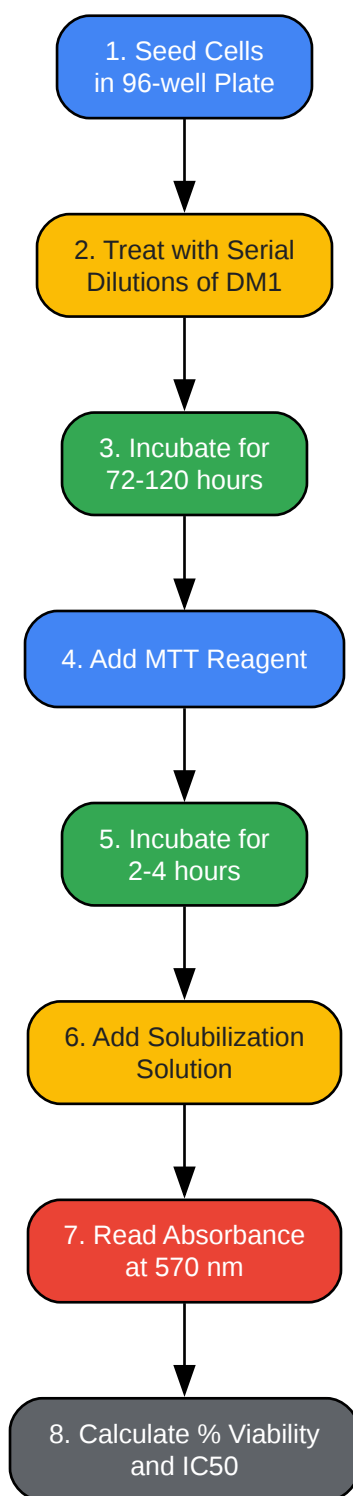 1. Seed Cells
in 96-well Plate
2. Treat with Serial
Dilutions of DM1
3. Incubate for
72-120 hours
4. Add MTT Reagent
5. Incubate for
2-4 hours
6. Add Solubilization
Solution
7. Read Absorbance
at 570 nm
8. Calculate % Viability
and IC50